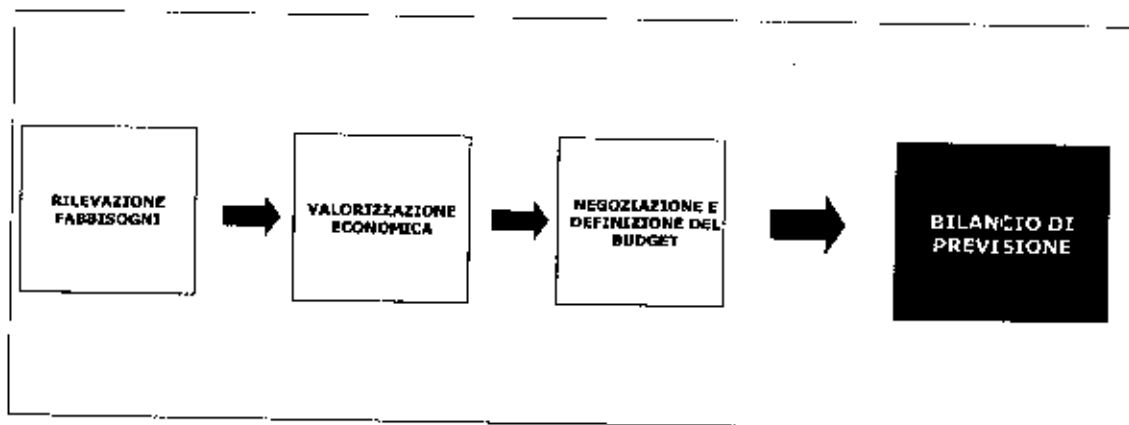 RILEVAZIONE
FABBISOGNI
VALORIZZAZIONE
ECONOMICA
NEGOZIAZIONE E
DEFINIZIONE DEL
BUDGET
BILANCIO DI
PREVISIONE